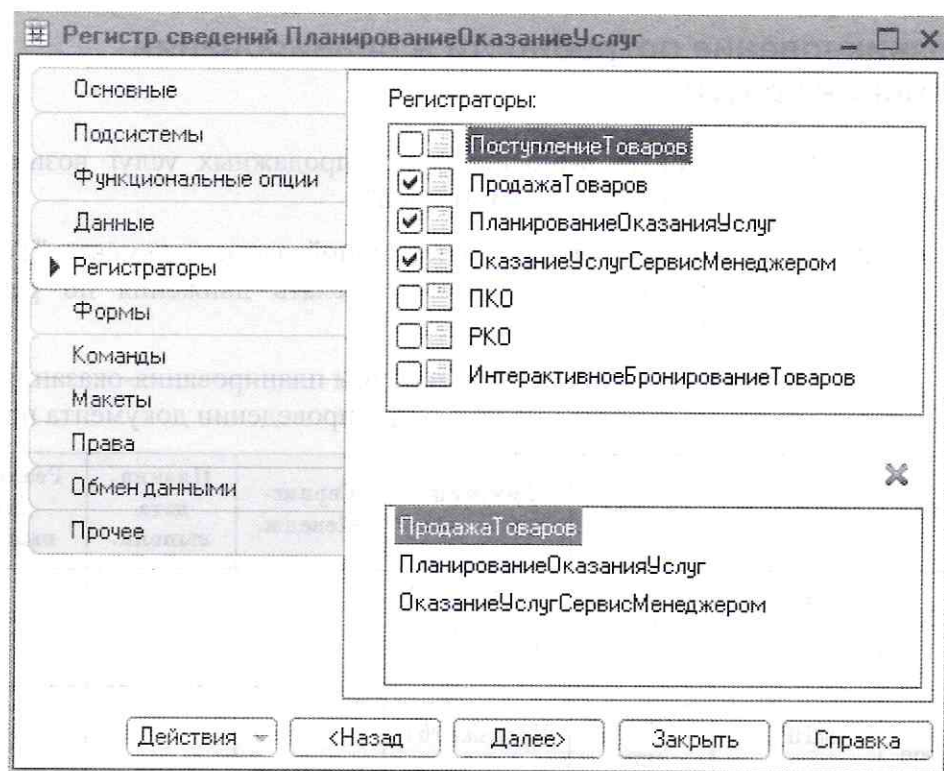 Регистр сведений ПланированиеОказаниеУслуг
Основные
Подсистемы
Функциональные опции
Данные
Регистраторы
Формы
Команды
Макеты
Права
Обмен данными
Прочее
Регистраторы:
ПоступлениеТоваров
ПродажаТоваров
ПланированиеОказанияУслуг
ОказаниеУслугСервисМенеджером
ПКО
РКО
ИнтерактивноеБронированиеТоваров
ПродажаТоваров
ПланированиеОказанияУслуг
ОказаниеУслугСервисМенеджером
Действия
<Назад
Далее>
Закрыть
Справка